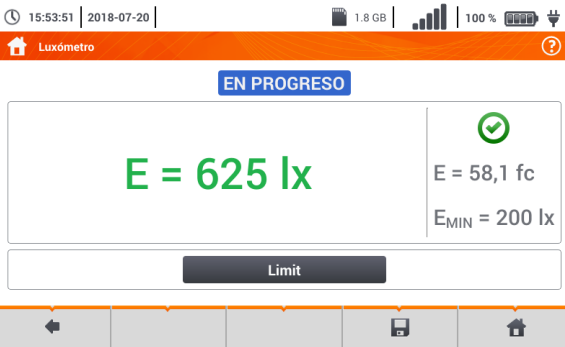 15:53:51 2018-07-20 1.8 GB 100 %
Luxómetro ?
EN PROGRESO
E = 625 lx
E = 58,1 fc
EMIN = 200 lx
Limit